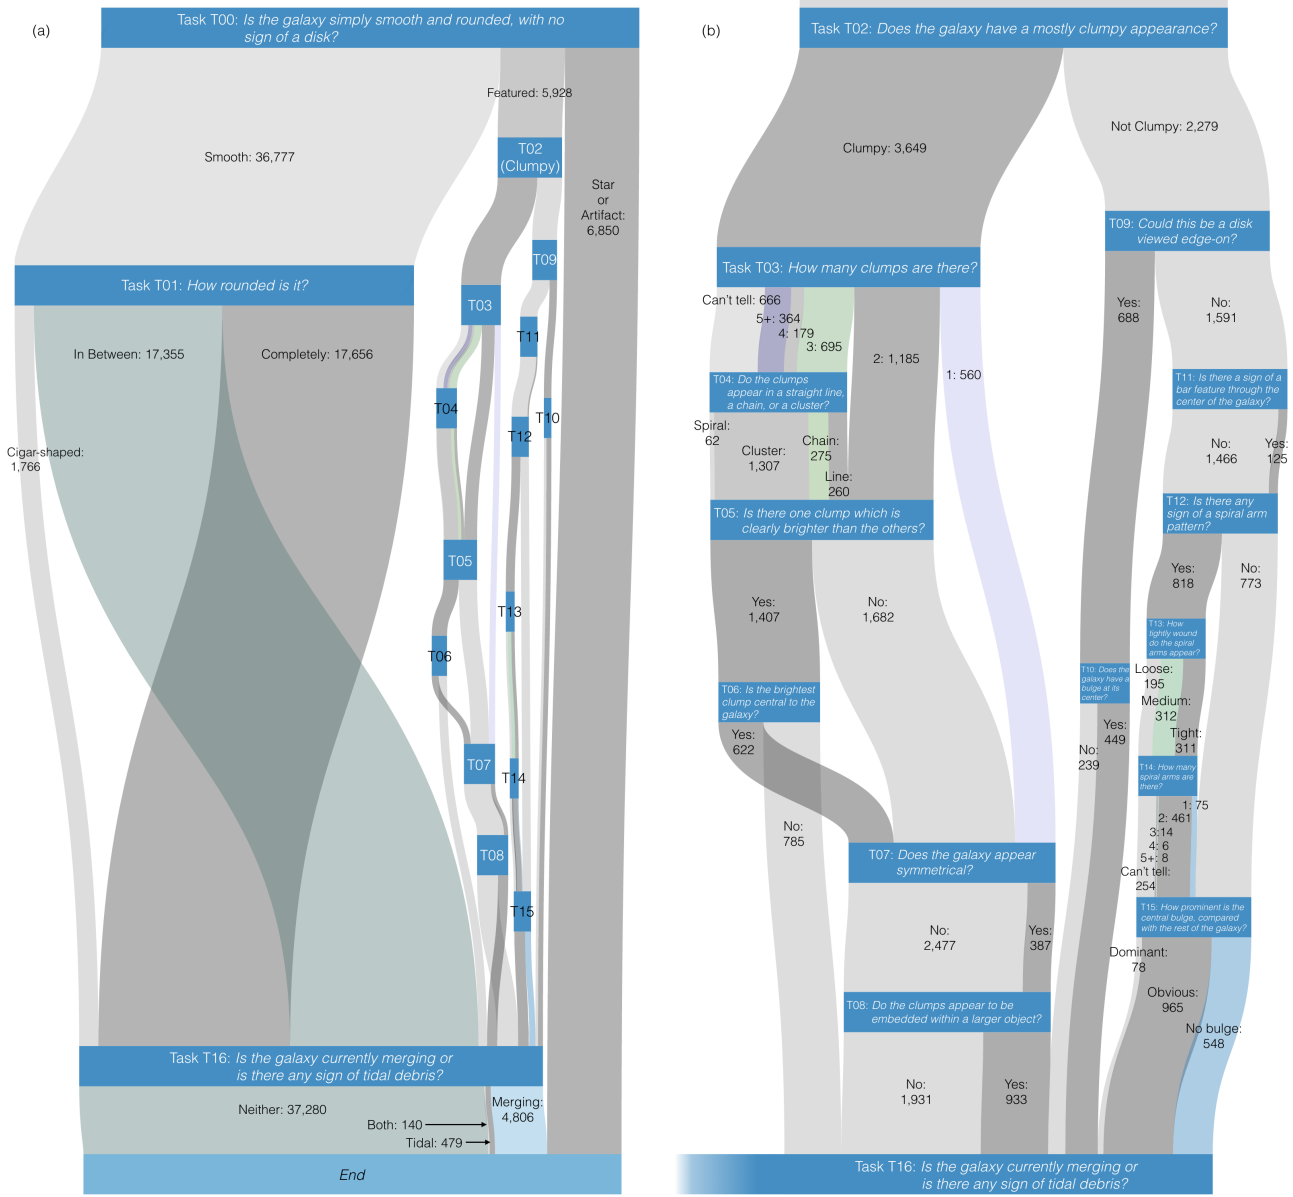 (a)
Task T00: Is the galaxy simply smooth and rounded, with no
sign of a disk?
Featured: 5,928
Smooth: 36,777
T02
(Clumpy)
Star
or
Artifact:
6,850
T09
Task T01: How rounded is it?
T03
T11
In Between: 17,355
Completely: 17,656
T04
T10
T12
Cigar-shaped:
1,766
T05
T13
T06
T07
T14
T08
T15
Task T16: Is the galaxy currently merging or
is there any sign of tidal debris?
Neither: 37,280
Merging:
4,806
Both: 140
Tidal: 479
End
(b)
Task T02: Does the galaxy have a mostly clumpy appearance?
Not Clumpy: 2,279
Clumpy: 3,649
T09: Could this be a disk
viewed edge-on?
Task T03: How many clumps are there?
Can't tell: 666
5+: 364
4: 179
3: 695
2: 1,185
1: 560
Yes:
688
No:
1,591
T04: Do the clumps
appear in a straight line,
a chain, or a cluster?
T11: Is there a sign of a
bar feature through the
center of the galaxy?
Spiral:
62
Cluster:
1,307
Chain:
275
Line:
260
No:
1,466
Yes:
125
T05: Is there one clump which is
clearly brighter than the others?
T12: Is there any
sign of a spiral arm
pattern?
Yes:
1,407
No:
1,682
Yes:
818
No:
773
T13: How
tightly wound
do the spiral
arms appear?
T10: Does the
galaxy have a
bulge at its
center?
Loose:
195
Medium:
312
Tight:
311
T06: Is the brightest
clump central to the
galaxy?
Yes:
622
Yes:
449
No:
239
T14: How many
spiral arms are
there?
No:
785
1: 75
2: 461
3: 14
4: 6
5+: 8
Can't tell:
254
T07: Does the galaxy appear
symmetrical?
T15: How prominent is the
central bulge, compared
with the rest of the galaxy?
No:
2,477
Yes:
387
Dominant:
78
Obvious:
965
No bulge:
548
T08: Do the clumps appear to be
embedded within a larger object?
No:
1,931
Yes:
933
Task T16: Is the galaxy currently merging or
is there any sign of tidal debris?